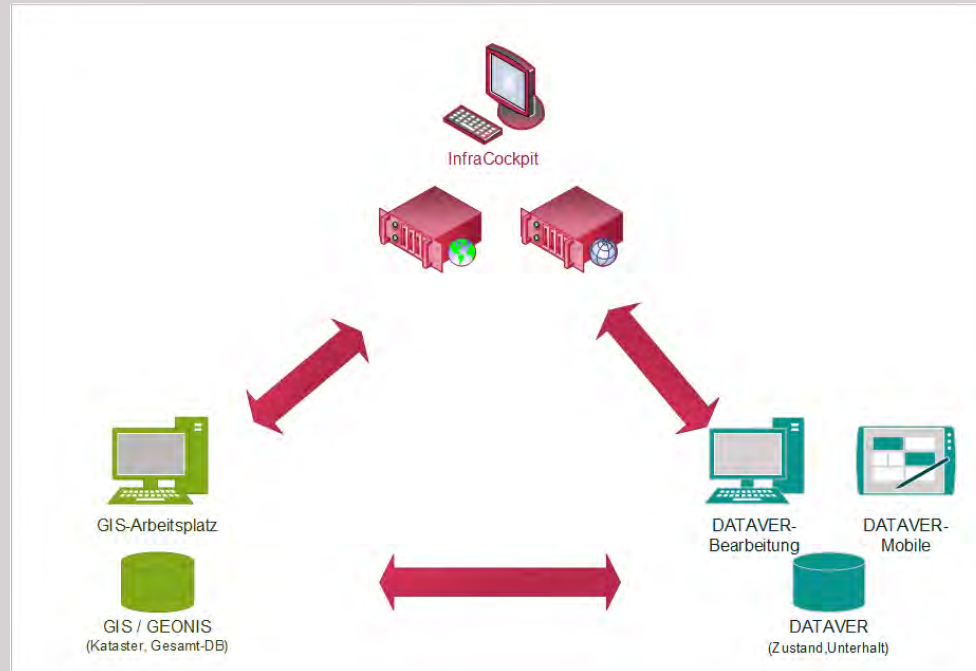 InfraCockpit
GIS-Arbeitsplatz
DATAVER-
Bearbeitung
DATAVER-
Mobile
GIS / GEONIS
(Kataster, Gesamt-DB)
DATAVER
(Zustand,Unterhalt)